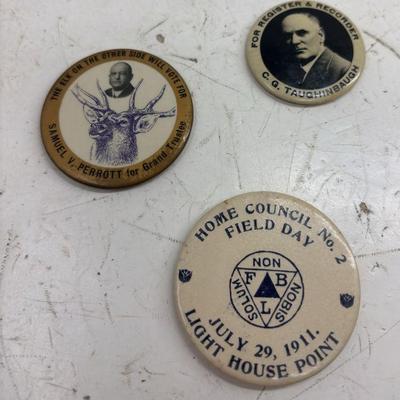 THE ELK ON THE OTHER SIDE WILL VOTE FOR
SAMUEL V. PERROTT for Grand Trustee
FOR REGISTER & RECORDER
C. G. TAUGHINBAUGH
HOME COUNCIL No. 2
FIELD DAY
NON
NOBIS
SOLUM
F B
L
JULY 29, 1911.
LIGHT HOUSE POINT